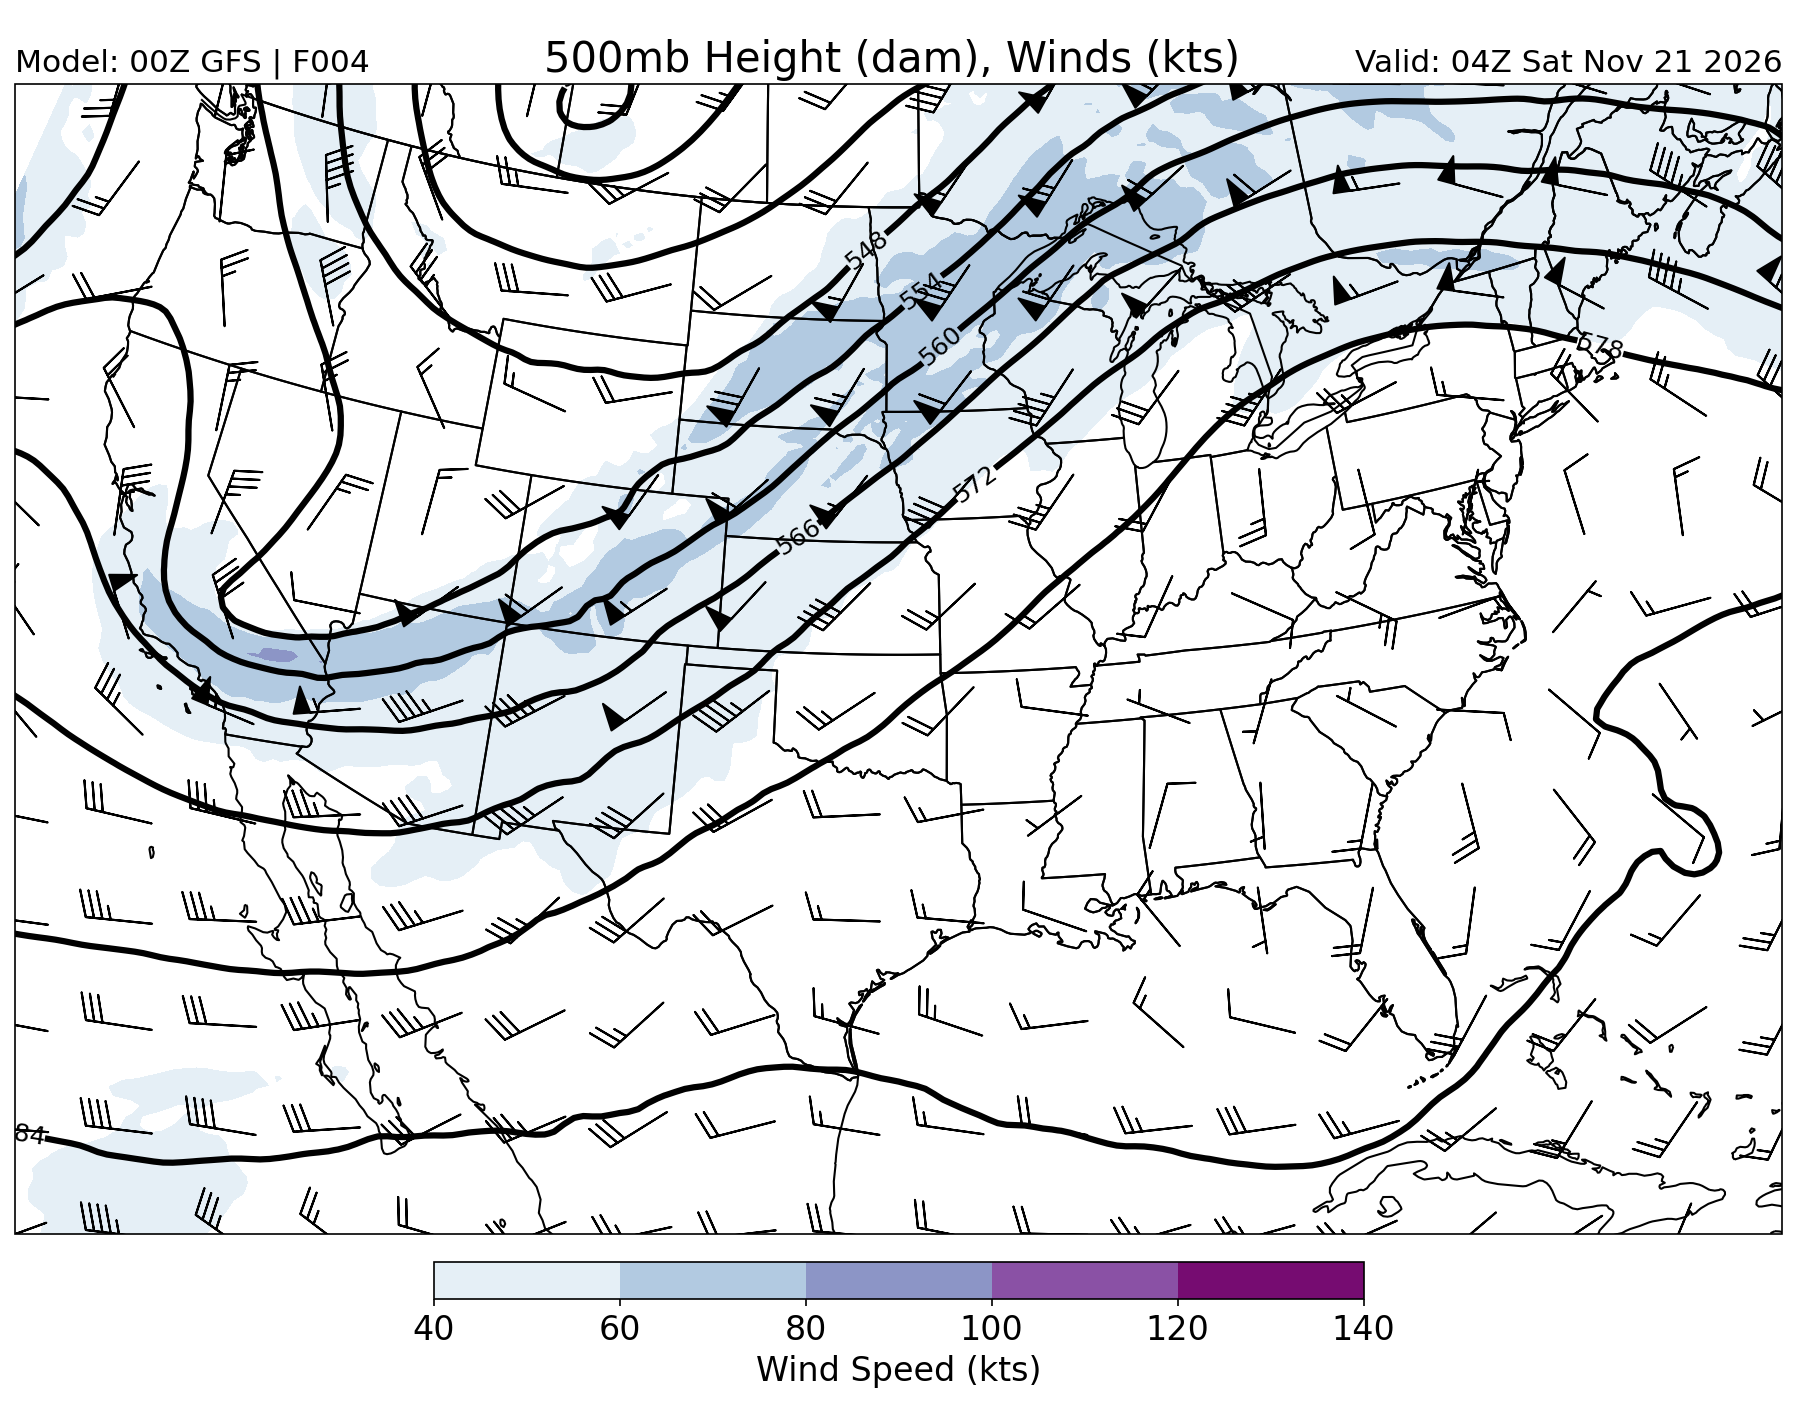 Model: 00Z GFS | F004
500mb Height (dam), Winds (kts)
Valid: 04Z Sat Nov 21 2026
548
554
560
578
572
566
84
40 60 80 100 120 140
Wind Speed (kts)